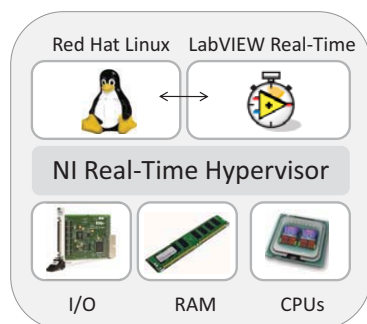 Red Hat Linux LabVIEW Real-Time
NI Real-Time Hypervisor
I/O RAM CPUs